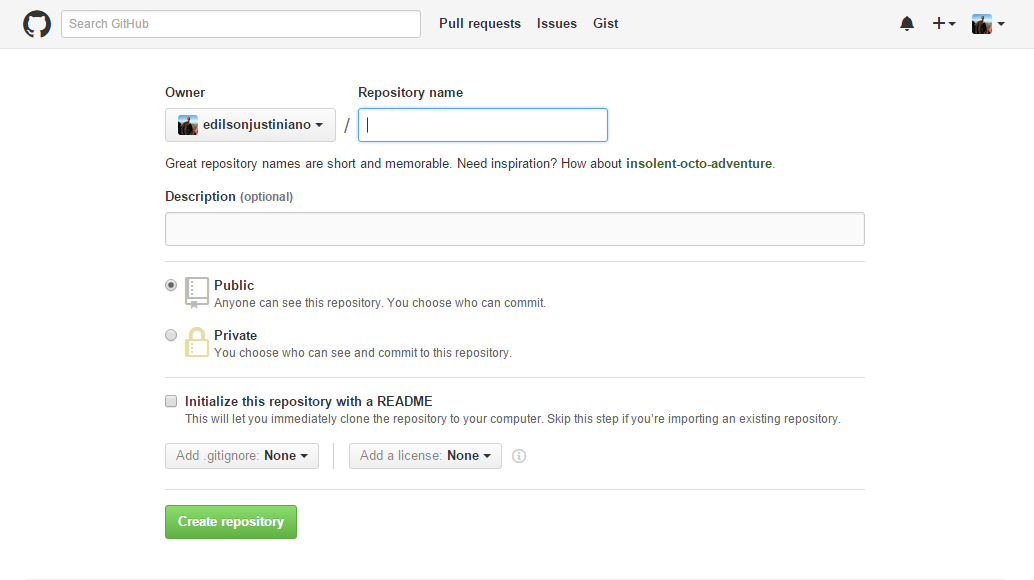 Search GitHub Pull requests Issues Gist
Owner Repository name
edilsonjustiniano /
Great repository names are short and memorable. Need inspiration? How about insolent-octo-adventure.
Description (optional)
Public
Anyone can see this repository. You choose who can commit.
Private
You choose who can see and commit to this repository.
Initialize this repository with a README
This will let you immediately clone the repository to your computer. Skip this step if you’re importing an existing repository.
Add .gitignore: None Add a license: None
Create repository